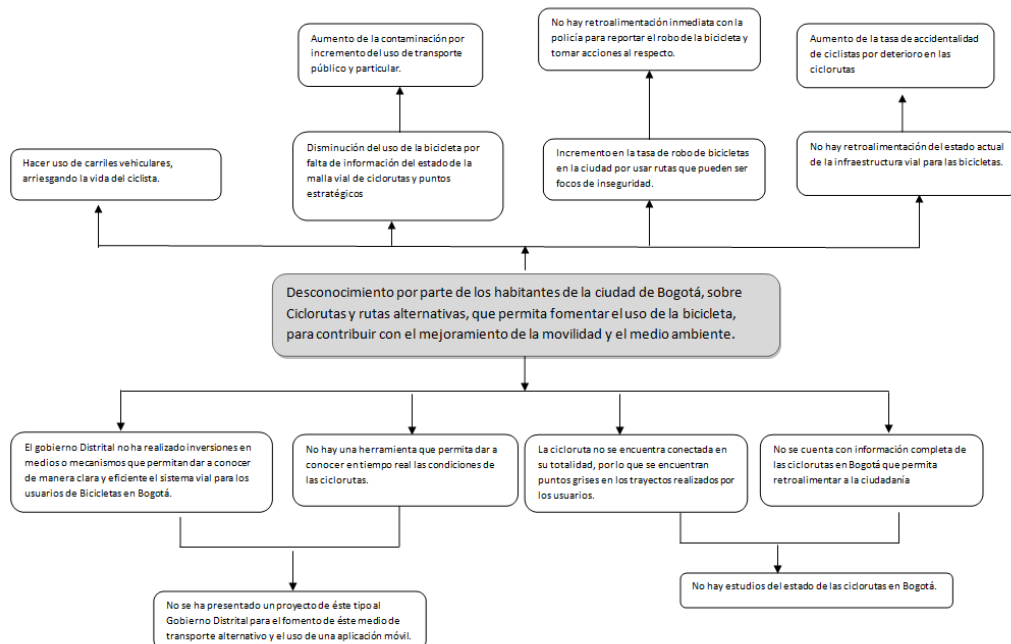 Aumento de la contaminación por
incremento del uso de transporte
público y particular.
No hay retroalimentación inmediata con la
policía para reportar el robo de la bicicleta y
tomar acciones al respecto.
Aumento de la tasa de accidentalidad
de ciclistas por deterioro en las
ciclorutas
Hacer uso de carriles vehiculares,
arriesgando la vida del ciclista.
Disminución del uso de la bicicleta por
falta de información del estado de la
malla vial de ciclorutas y puntos
estratégicos
Incremento en la tasa de robo de bicicletas
en la ciudad por usar rutas que pueden ser
focos de inseguridad.
No hay retroalimentación del estado actual
de la infraestructura vial para las bicicletas.
Desconocimiento por parte de los habitantes de la ciudad de Bogotá, sobre
Ciclorutas y rutas alternativas, que permita fomentar el uso de la bicicleta,
para contribuir con el mejoramiento de la movilidad y el medio ambiente.
El gobierno Distrital no ha realizado inversiones en
medios o mecanismos que permitan dar a conocer
de manera clara y eficiente el sistema vial para los
usuarios de Bicicletas en Bogotá.
No hay una herramienta que permita dar a
conocer en tiempo real las condiciones de
las ciclorutas.
La cicloruta no se encuentra conectada en
su totalidad, por lo que se encuentran
puntos grises en los trayectos realizados por
los usuarios.
No se cuenta con información completa de
las ciclorutas en Bogotá que permita
retroalimentar a la ciudadanía
No se ha presentado un proyecto de éste tipo al
Gobierno Distrital para el fomento de éste medio de
transporte alternativo y el uso de una aplicación móvil.
No hay estudios del estado de las ciclorutas en Bogotá.